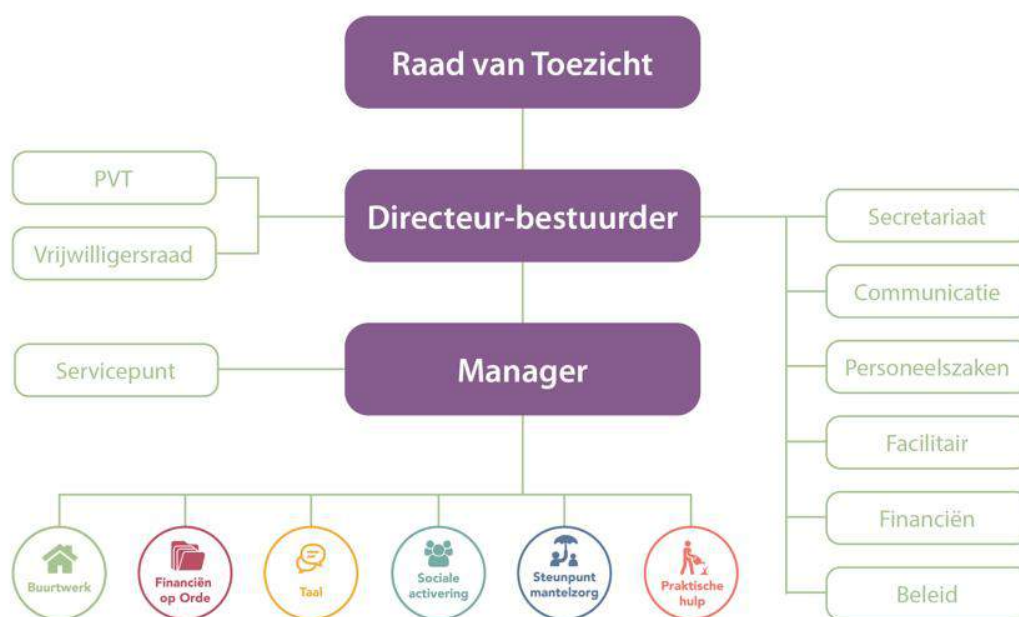 Raad van Toezicht
PVT
Vrijwilligersraad
Directeur-bestuurder
Secretariaat
Communicatie
Personeelszaken
Facilitair
Financiën
Beleid
Servicepunt
Manager
Buurtwerk
Financiën
op Orde
Taal
Sociale
activering
Steunpunt
mantelzorg
Praktische
hulp